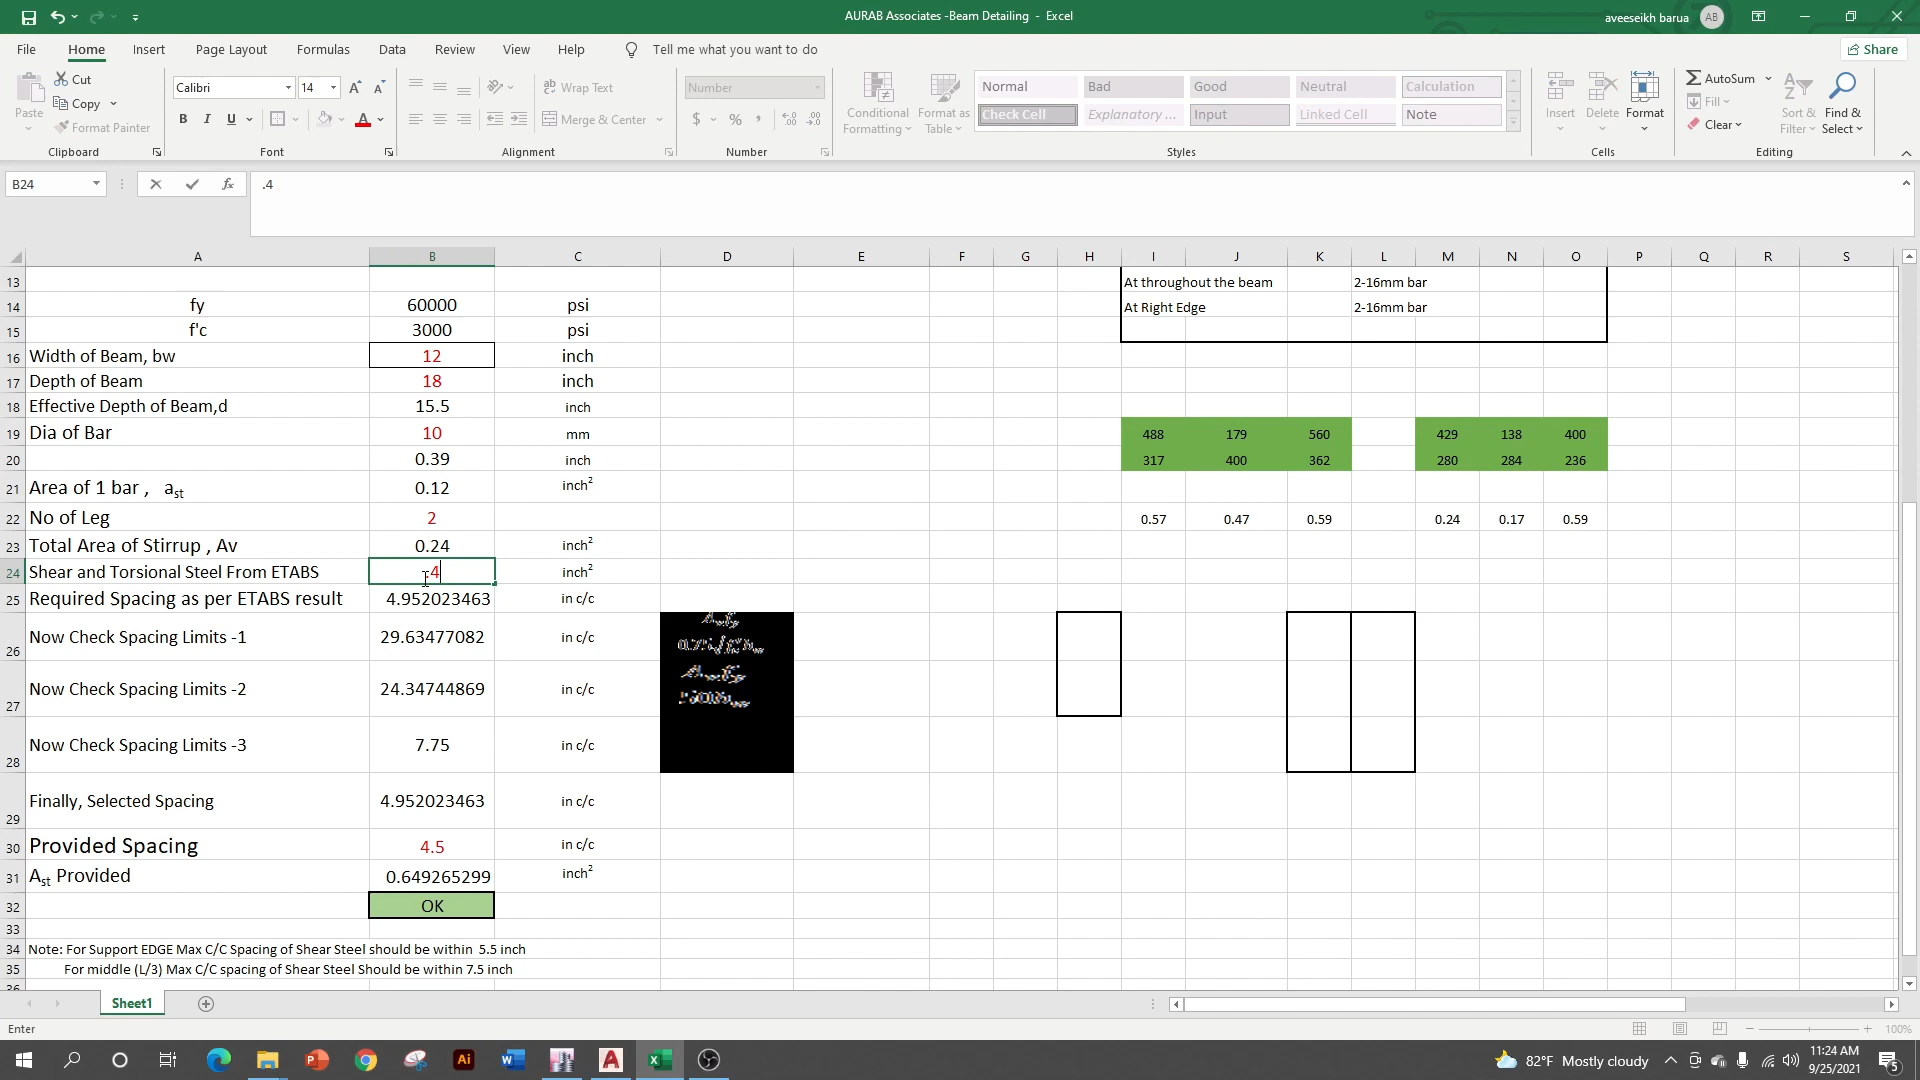 AURAB Associates -Beam Detailing - Excel
aveeseikh barua AB
File Home Insert Page Layout Formulas Data Review View Help Tell me what you want to do Share
Paste Cut Copy Format Painter
Calibri 14 A A
B I U A
Wrap Text
Merge & Center
Number
$ % ,
Conditional Formatting
Format as Table
Normal Bad Good Neutral Calculation
Check Cell Explanatory ... Input Linked Cell Note
Insert Delete Format
AutoSum Fill Clear
Sort & Filter
Find & Select
Clipboard Font Alignment Number Styles Cells Editing
B24 fx .4
A B C D E F G H I J K L M N O P Q R S
13 At throughout the beam 2-16mm bar
14 fy 60000 psi At Right Edge 2-16mm bar
15 f'c 3000 psi
16 Width of Beam, bw 12 inch
17 Depth of Beam 18 inch
18 Effective Depth of Beam,d 15.5 inch
19 Dia of Bar 10 mm 488 179 560 429 138 400
20 0.39 inch 317 400 362 280 284 236
21 Area of 1 bar , ast 0.12 inch2
22 No of Leg 2 0.57 0.47 0.59 0.24 0.17 0.59
23 Total Area of Stirrup , Av 0.24 inch2
24 Shear and Torsional Steel From ETABS .4 inch2
25 Required Spacing as per ETABS result 4.952023463 in c/c
26 Now Check Spacing Limits -1 29.63477082 in c/c
27 Now Check Spacing Limits -2 24.34744869 in c/c
28 Now Check Spacing Limits -3 7.75 in c/c
29 Finally, Selected Spacing 4.952023463 in c/c
30 Provided Spacing 4.5 in c/c
31 Ast Provided 0.649265299 inch2
32 OK
33
34 Note: For Support EDGE Max C/C Spacing of Shear Steel should be within 5.5 inch
35 For middle (L/3) Max C/C spacing of Shear Steel Should be within 7.5 inch
36
Sheet1
Enter 100%
82°F Mostly cloudy 11:24 AM
9/25/2021 5